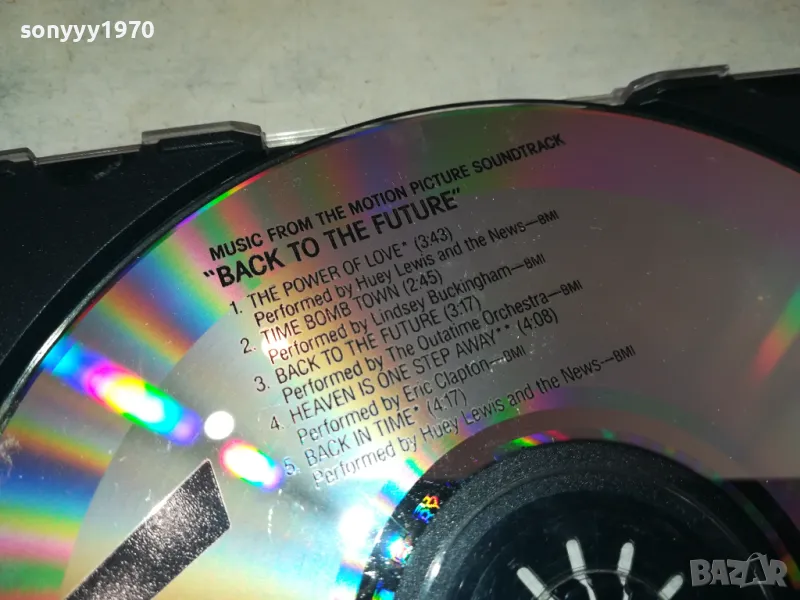 sonyyy1970
MUSIC FROM THE MOTION PICTURE SOUNDTRACK
"BACK TO THE FUTURE"
1. THE POWER OF LOVE* (3:43)
Performed by Huey Lewis and the News—BMI
2. TIME BOMB TOWN (2:45)
Performed by Lindsey Buckingham—BMI
3. BACK TO THE FUTURE (3:17)
Performed by The Outatime Orchestra—BMI
4. HEAVEN IS ONE STEP AWAY** (4:08)
Performed by Eric Clapton—BMI
5. BACK IN TIME* (4:17)
Performed by Huey Lewis and the News—BMI
BAZAR